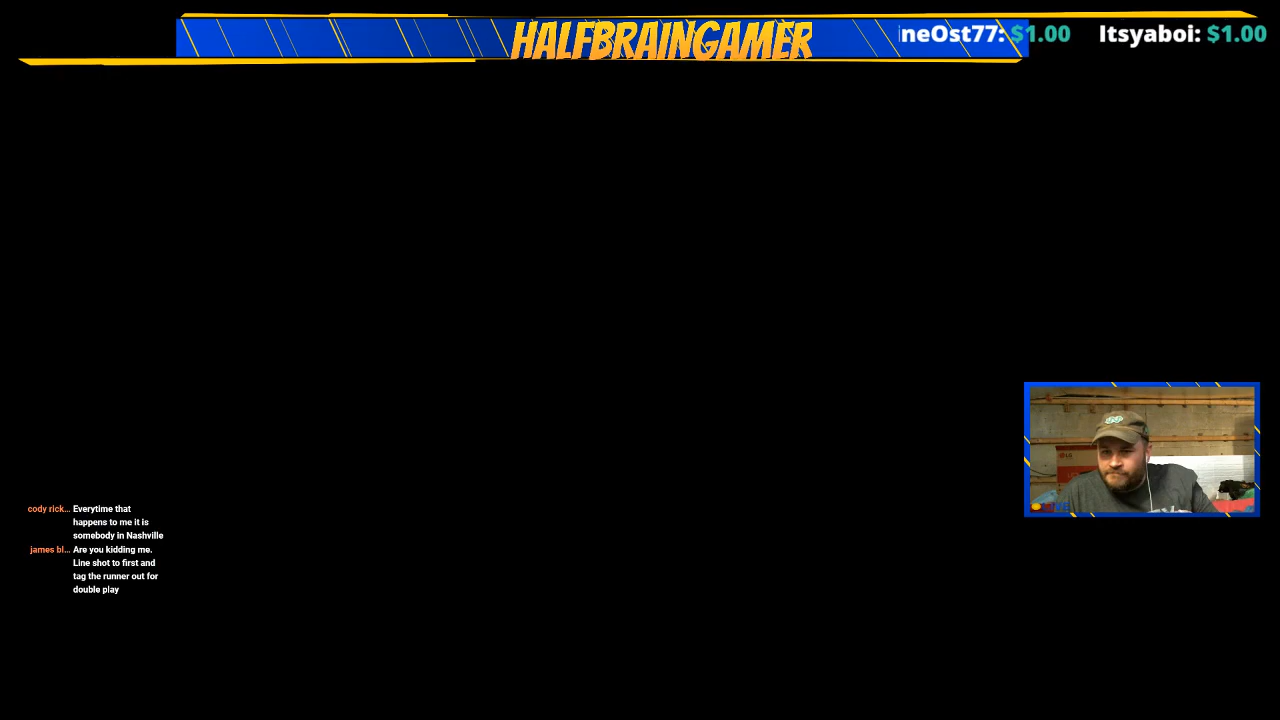 HALFBRAINGAMER
neOst77: $1.00 Itsyaboi: $1.00
cody rick... Everytime that
happens to me it is
somebody in Nashville
james bl... Are you kidding me.
Line shot to first and
tag the runner out for
double play
LG